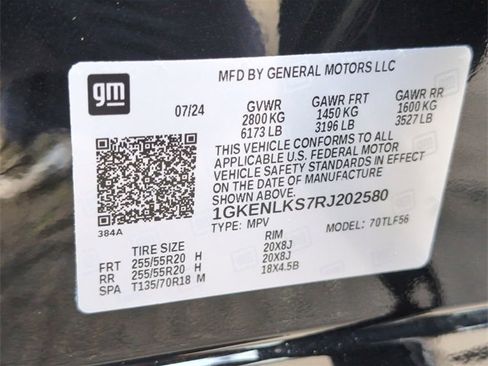 MFD BY GENERAL MOTORS LLC
gm
07/24
GVWR GAWR FRT GAWR RR
2800 KG 1450 KG 1600 KG
6173 LB 3196 LB 3527 LB
THIS VEHICLE CONFORMS TO ALL
APPLICABLE U.S. FEDERAL MOTOR
VEHICLE SAFETY STANDARDS IN EFFECT
ON THE DATE OF MANUFACTURE
SHOWN ABOVE.
1GKENLKS7RJ202580
TYPE: MPV MODEL: 70TLF56
384A
TIRE SIZE RIM
FRT 255/55R20 H 20X8J
RR 255/55R20 H 20X8J
SPA T135/70R18 M 18X4.5B